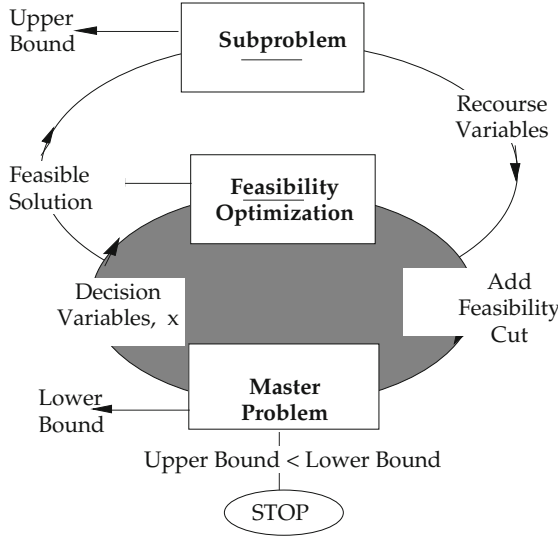 Upper
Bound
Subproblem
Recourse
Variables
Feasible
Solution
Feasibility
Optimization
Decision
Variables, x
Add
Feasibility
Cut
Lower
Bound
Master
Problem
Upper Bound < Lower Bound
STOP